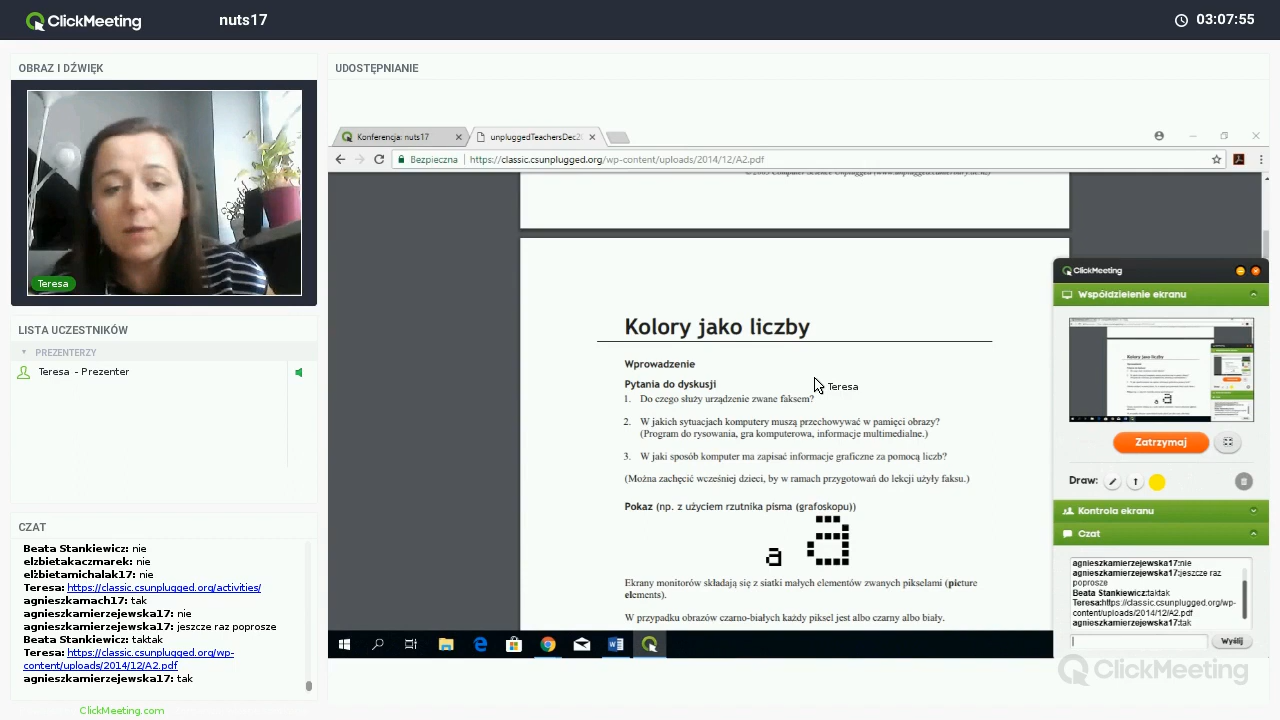 ClickMeeting
nuts17
03:07:55
OBRAZ I DŹWIĘK
Teresa
LISTA UCZESTNIKÓW
PREZENTERZY
Teresa - Prezenter
CZAT
Beata Stankiewicz: nie
elzbietakaczmarek: nie
elżbietamichalak17: nie
Teresa: https://classic.csunplugged.org/activities/
agnieszkamach17: tak
agnieszkamierzejewska17: nie
agnieszkamierzejewska17: jeszcze raz poprosze
Beata Stankiewicz: taktak
Teresa: https://classic.csunplugged.org/wp-
content/uploads/2014/12/A2.pdf
agnieszkamierzejewska17: tak
ClickMeeting.com
UDOSTĘPNIANIE
Konferencja: nuts17
unpluggedTeachersDec2
Bezpieczna
https://classic.csunplugged.org/wp-content/uploads/2014/12/A2.pdf
Kolory jako liczby
Wprowadzenie
Pytania do dyskusji
Teresa
1. Do czego służy urządzenie zwane faksem?
2. W jakich sytuacjach komputery muszą przechowywać w pamięci obrazy?
(Program do rysowania, gra komputerowa, informacje multimedialne.)
3. W jaki sposób komputer ma zapisać informacje graficzne za pomocą liczb?
(Można zachęcić wcześniej dzieci, by w ramach przygotowań do lekcji użyły faksu.)
Pokaz (np. z użyciem rzutnika pisma (grafoskopu))
a a
Ekrany monitorów składają się z siatki małych elementów zwanych pikselami (picture
elements).
W przypadku obrazów czarno-białych każdy piksel jest albo czarny albo biały.
ClickMeeting
Współdzielenie ekranu
Kolory jako liczby
Zatrzymaj
Draw:
Kontrola ekranu
Czat
agnieszkamierzejewska17:nie
agnieszkamierzejewska17:jeszcze raz
poprosze
Beata Stankiewicz:taktak
Teresa:https://classic.csunplugged.org/wp-
content/uploads/2014/12/A2.pdf
agnieszkamierzejewska17:tak
Wyślij
ClickMeeting